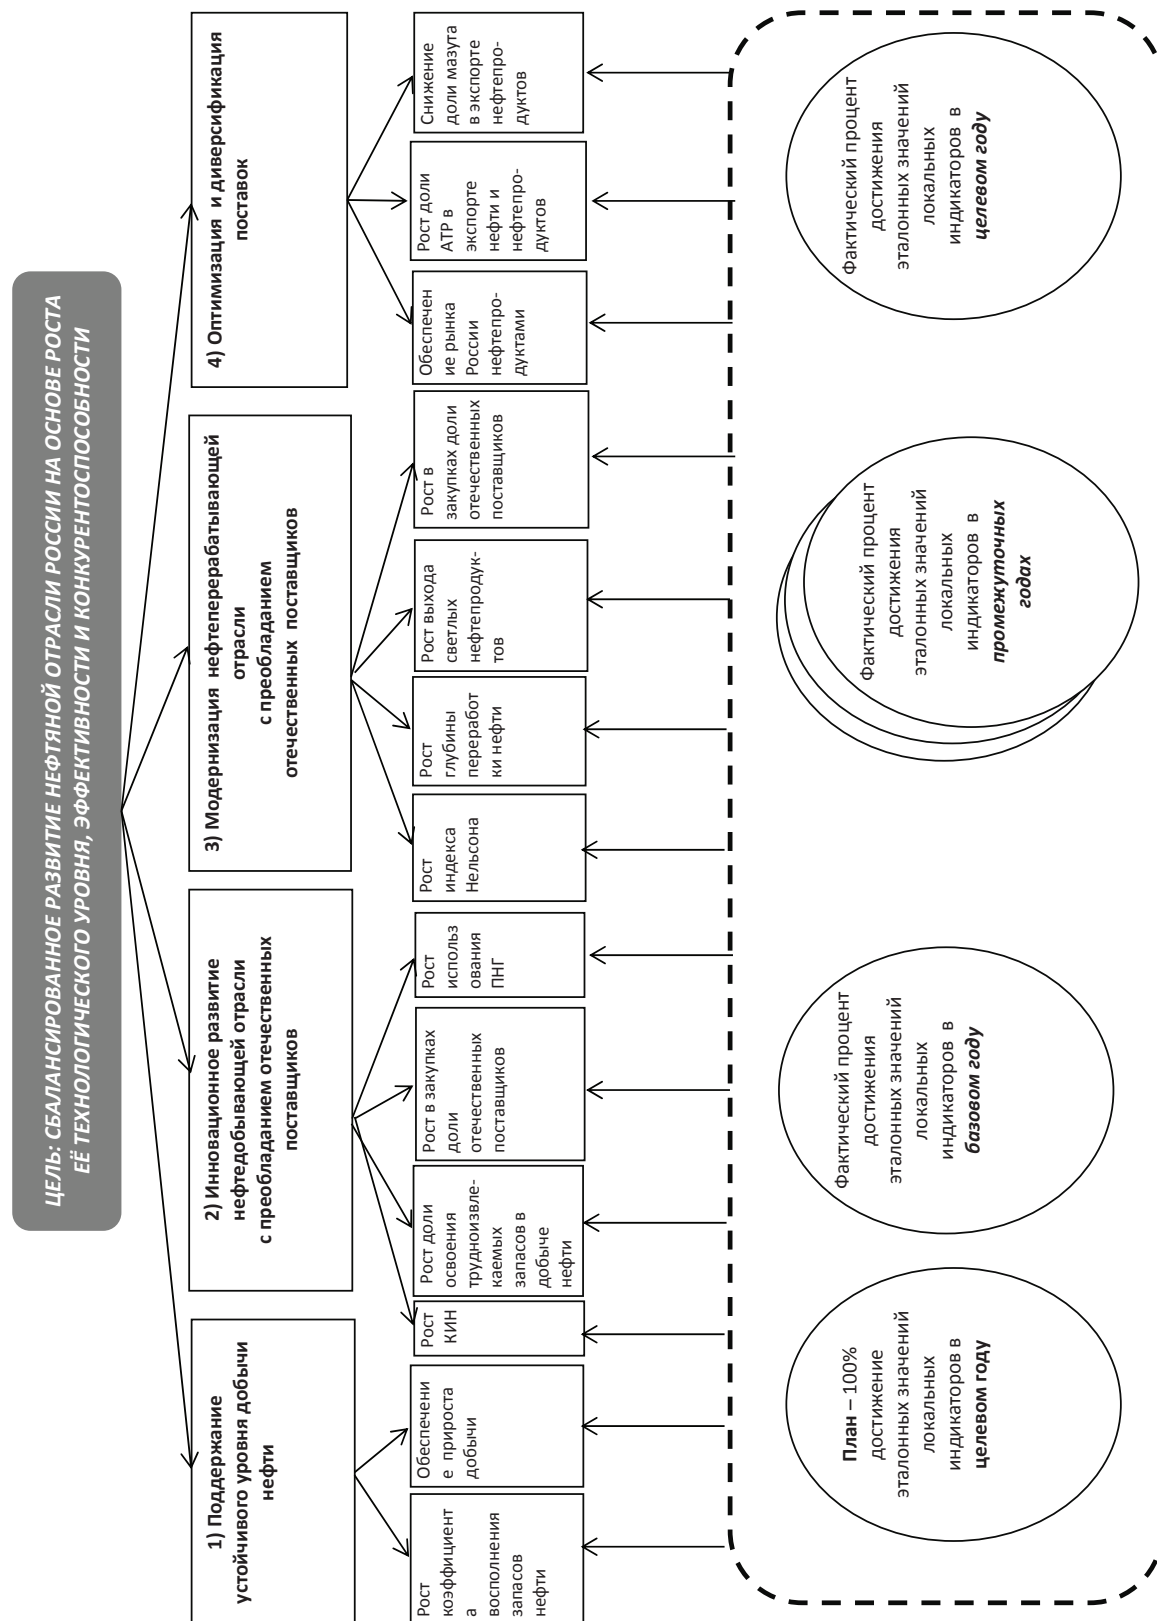 ЦЕЛЬ: СБАЛАНСИРОВАННОЕ РАЗВИТИЕ НЕФТЯНОЙ ОТРАСЛИ РОССИИ НА ОСНОВЕ РОСТА
ЕЁ ТЕХНОЛОГИЧЕСКОГО УРОВНЯ, ЭФФЕКТИВНОСТИ И КОНКУРЕНТОСПОСОБНОСТИ
1) Поддержание
устойчивого уровня добычи
нефти
2) Инновационное развитие
нефтедобывающей отрасли
с преобладанием отечественных
поставщиков
3) Модернизация нефтеперерабатывающей
отрасли
с преобладанием
отечественных поставщиков
4) Оптимизация и диверсификация
поставок
Рост
коэффициент
а
восполнения
запасов
нефти
Обеспечени
е прироста
добычи
Рост
КИН
Рост доли
освоения
трудноизвле-
каемых
запасов в
добыче
нефти
Рост в закупках
доли
отечественных
поставщиков
Рост
использ
ования
ПНГ
Рост
индекса
Нельсона
Рост
глубины
переработ
ки нефти
Рост выхода
светлых
нефтепродук-
тов
Рост в
закупках доли
отечественных
поставщиков
Обеспечен
ие рынка
России
нефтепро-
дуктами
Рост доли
АТР в
экспорте
нефти и
нефтепро-
дуктов
Снижение
доли мазута
в экспорте
нефтепро-
дуктов
План – 100%
достижение
эталонных значений
локальных
индикаторов в
целевом году
Фактический процент
достижения
эталонных значений
локальных
индикаторов в
базовом году
Фактический процент
достижения
эталонных значений
локальных
индикаторов в
промежуточных
годах
Фактический процент
достижения
эталонных значений
локальных
индикаторов в
целевом году